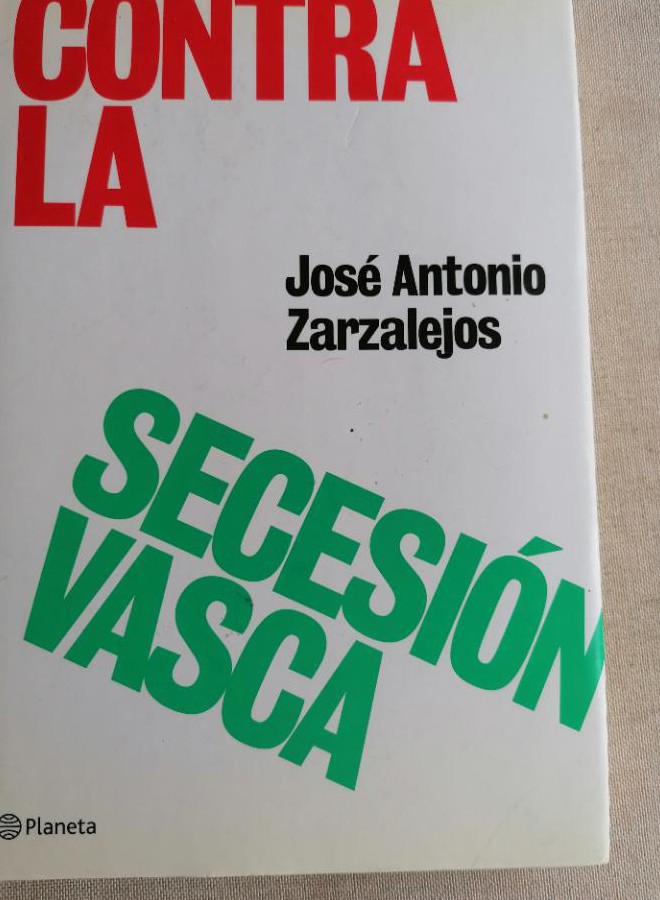 CONTRA
LA
José Antonio
Zarzalejos
SECESIÓN
VASCA
Planeta